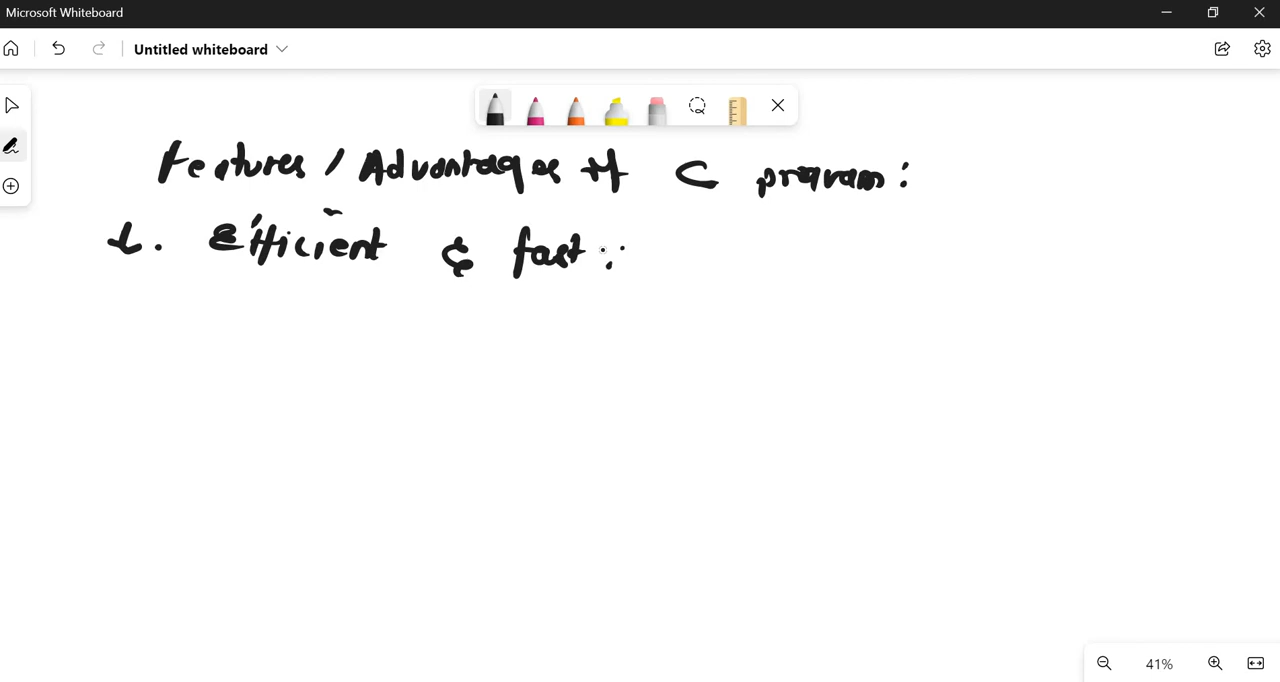 Microsoft Whiteboard
Untitled whiteboard
Features / Advantages of C program:
1. Efficient & fast:
41%